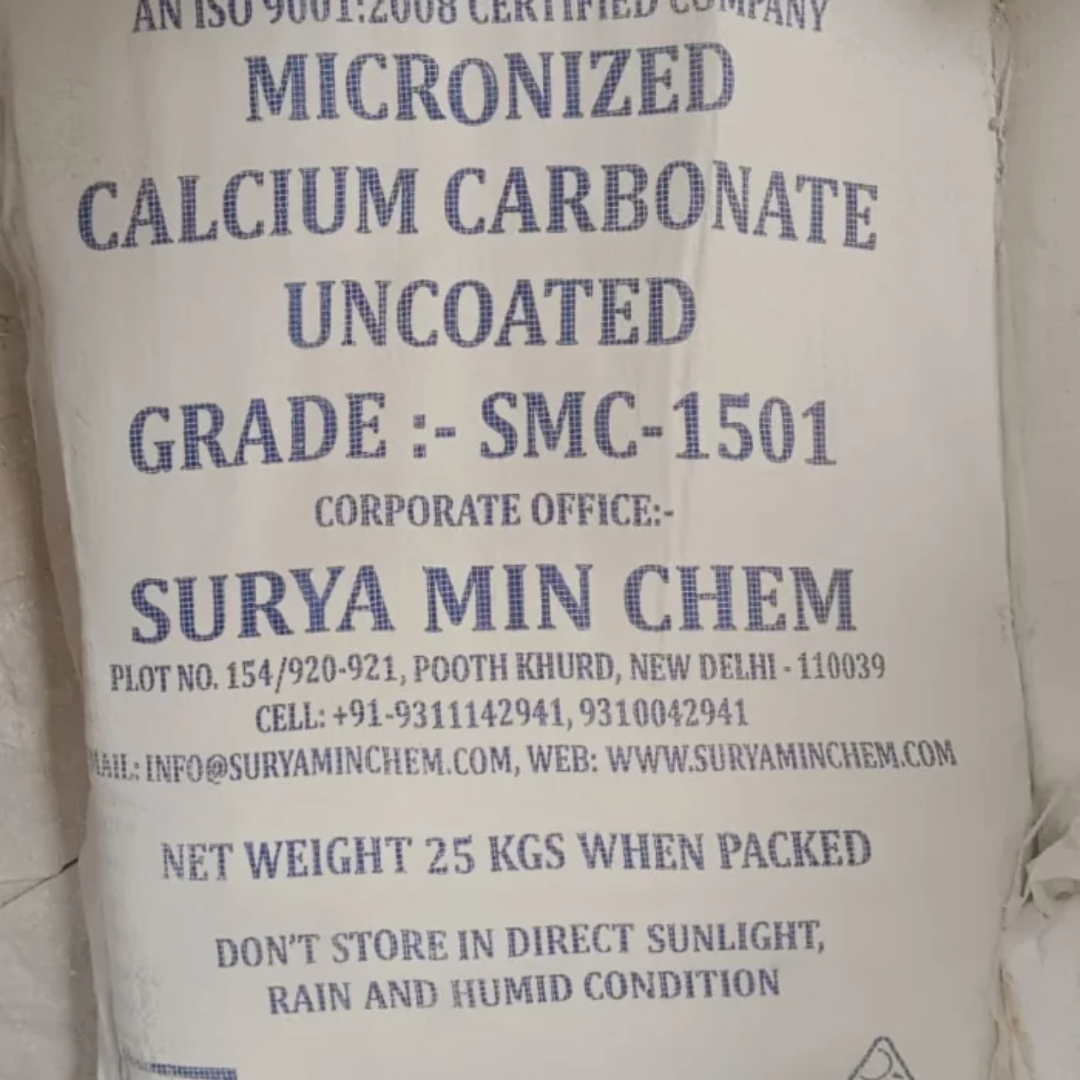 AN ISO 9001:2008 CERTIFIED COMPANY
MICRONIZED
CALCIUM CARBONATE
UNCOATED
GRADE :- SMC-1501
CORPORATE OFFICE:-
SURYA MIN CHEM
PLOT NO. 154/920-921, POOTH KHURD, NEW DELHI - 110039
CELL: +91-9311142941, 9310042941
MAIL: INFO@SURYAMINCHEM.COM, WEB: WWW.SURYAMINCHEM.COM
NET WEIGHT 25 KGS WHEN PACKED
DON'T STORE IN DIRECT SUNLIGHT,
RAIN AND HUMID CONDITION